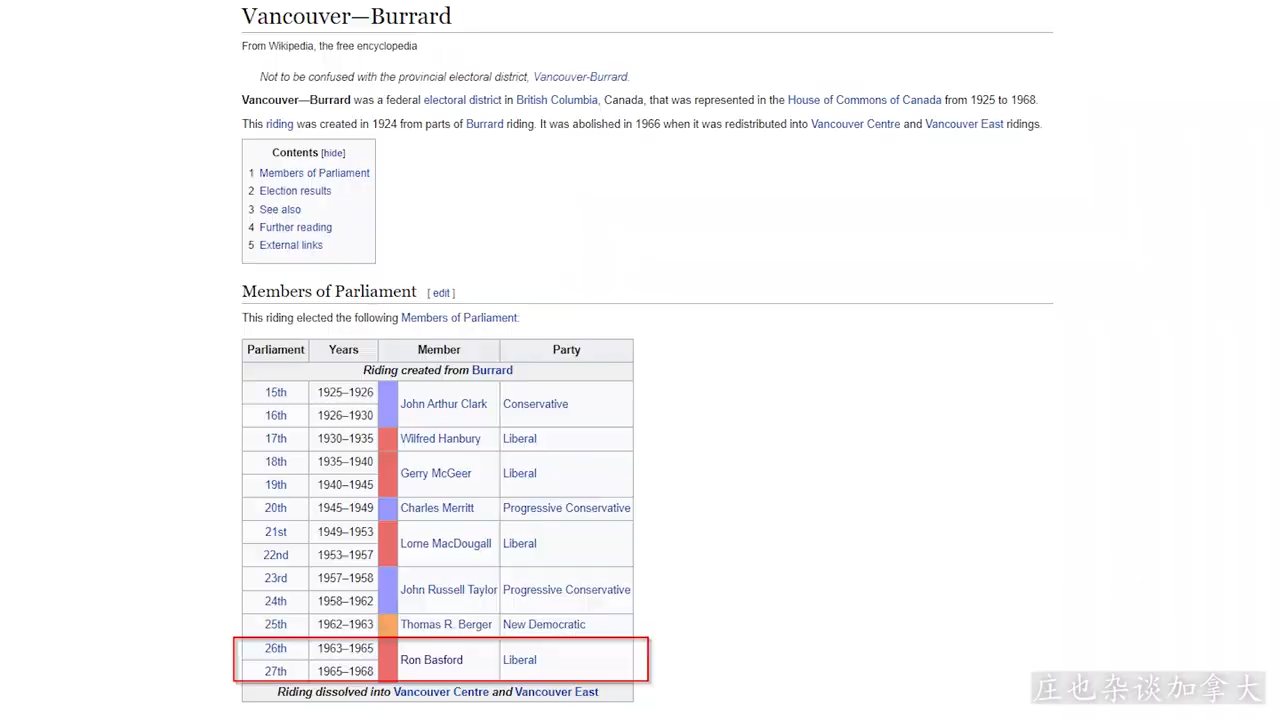 Vancouver—Burrard
From Wikipedia, the free encyclopedia
Not to be confused with the provincial electoral district, Vancouver-Burrard.
Vancouver—Burrard was a federal electoral district in British Columbia, Canada, that was represented in the House of Commons of Canada from 1925 to 1968.
This riding was created in 1924 from parts of Burrard riding. It was abolished in 1966 when it was redistributed into Vancouver Centre and Vancouver East ridings.
Contents [hide]
1 Members of Parliament
2 Election results
3 See also
4 Further reading
5 External links
Members of Parliament [ edit ]
This riding elected the following Members of Parliament:
Parliament Years Member Party
Riding created from Burrard
15th 1925–1926
John Arthur Clark Conservative
16th 1926–1930
17th 1930–1935 Wilfred Hanbury Liberal
18th 1935–1940
Gerry McGeer Liberal
19th 1940–1945
20th 1945–1949 Charles Merritt Progressive Conservative
21st 1949–1953
Lorne MacDougall Liberal
22nd 1953–1957
23rd 1957–1958
John Russell Taylor Progressive Conservative
24th 1958–1962
25th 1962–1963 Thomas R. Berger New Democratic
26th 1963–1965
Ron Basford Liberal
27th 1965–1968
Riding dissolved into Vancouver Centre and Vancouver East
庄也杂谈加拿大